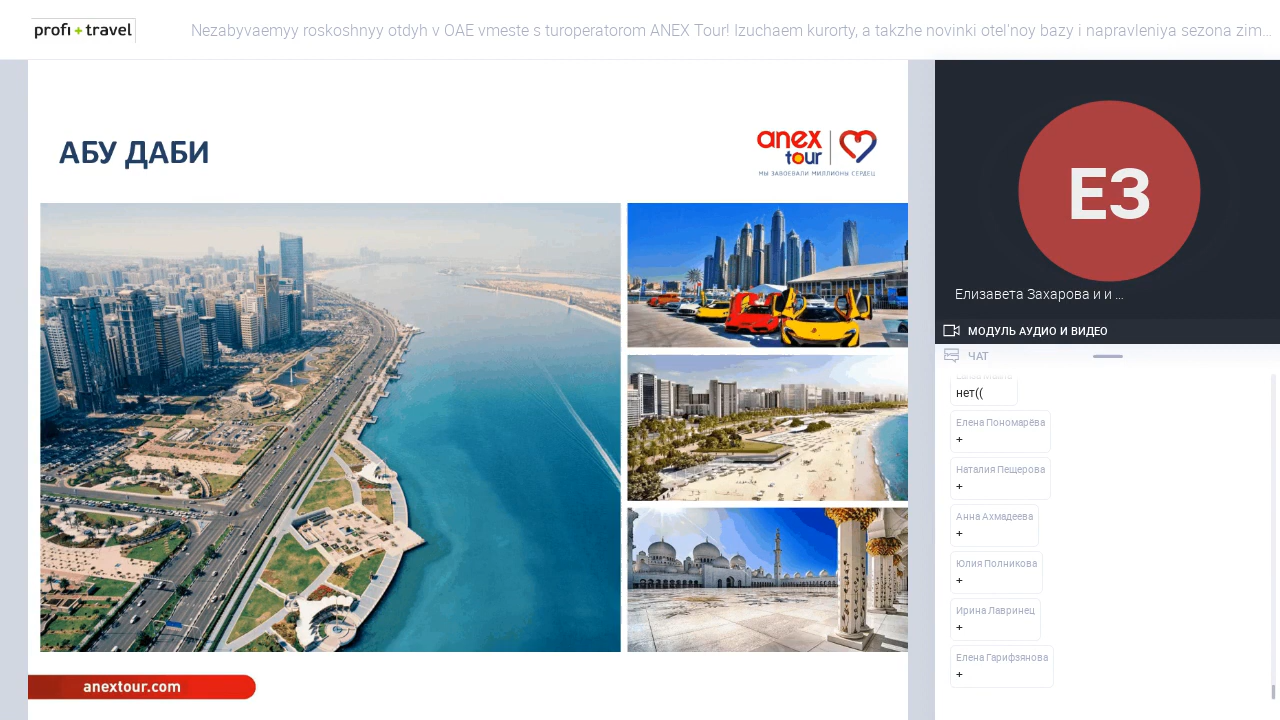 profi + travel
Nezabyvaemyy roskoshnyy otdyh v OAE vmeste s turoperatorom ANEX Tour! Izuchaem kurorty, a takzhe novinki otel'noy bazy i napravleniya sezona zim...
АБУ ДАБИ
anex
tour
МЫ ЗАВОЕВАЛИ МИЛЛИОНЫ СЕРДЕЦ
anextour.com
ЕЗ
Елизавета Захарова и и ...
МОДУЛЬ АУДИО И ВИДЕО
ЧАТ
нет((
Елена Пономарёва
+
Наталия Пещерова
+
Анна Ахмадеева
+
Юлия Полникова
+
Ирина Лавринец
+
Елена Гарифзянова
+